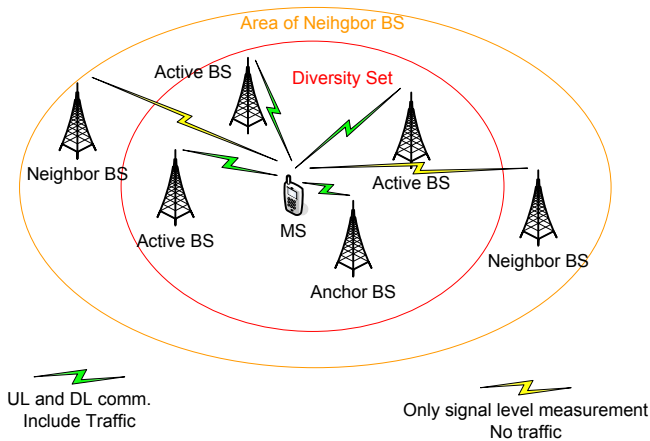 Area of Neihgbor BS
Active BS
Diversity Set
Neighbor BS
Active BS
Active BS
MS
Anchor BS
Neighbor BS
UL and DL comm.
Include Traffic
Only signal level measurement
No traffic